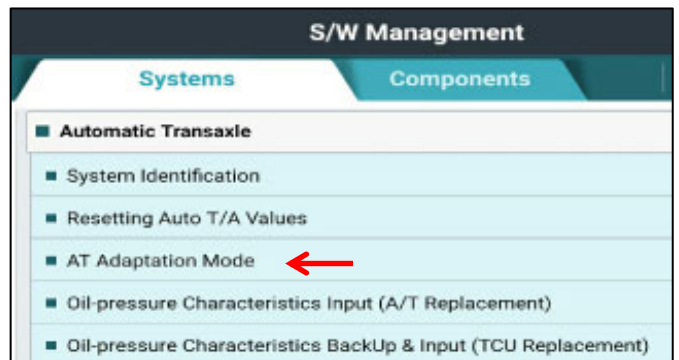 S/W Management
Systems
Components
Automatic Transaxle
System Identification
Resetting Auto T/A Values
AT Adaptation Mode
Oil-pressure Characteristics Input (A/T Replacement)
Oil-pressure Characteristics BackUp & Input (TCU Replacement)